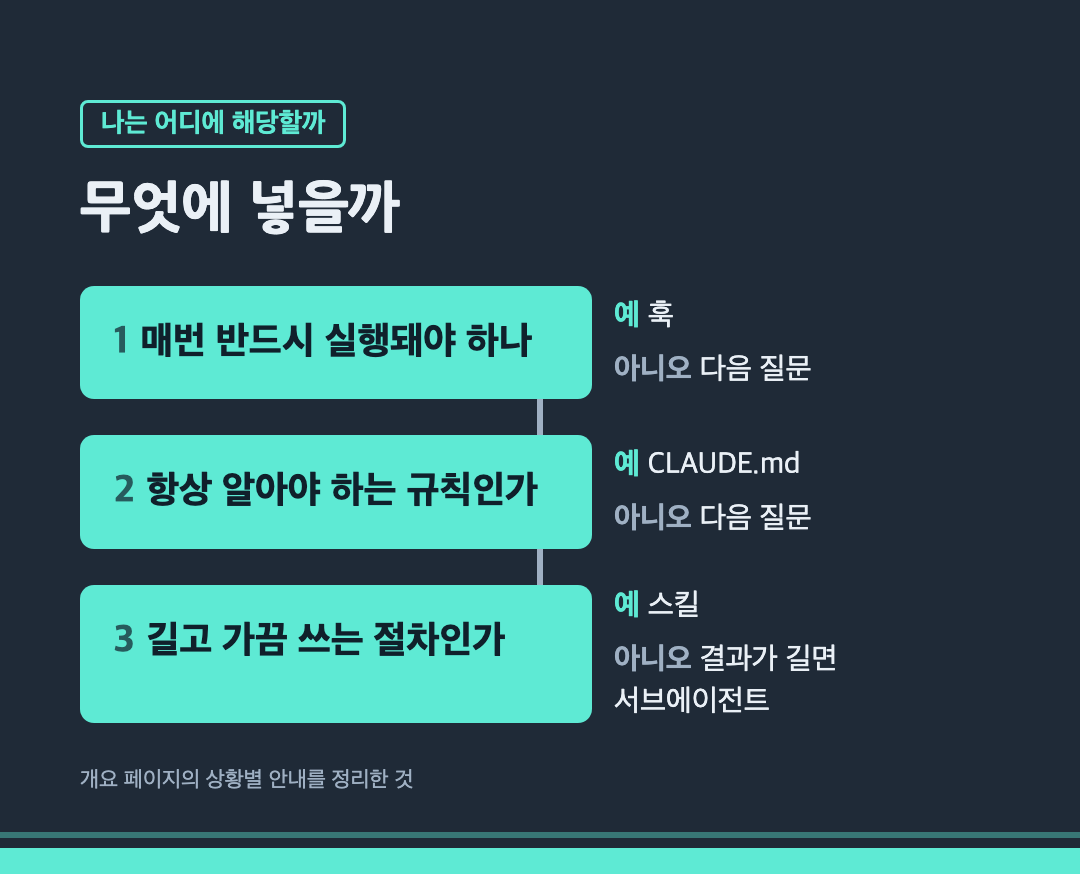 나는 어디에 해당할까
무엇에 넣을까
1 매번 반드시 실행돼야 하나
예 훅
아니오 다음 질문
2 항상 알아야 하는 규칙인가
예 CLAUDE.md
아니오 다음 질문
3 길고 가끔 쓰는 절차인가
예 스킬
아니오 결과가 길면
서브에이전트
개요 페이지의 상황별 안내를 정리한 것